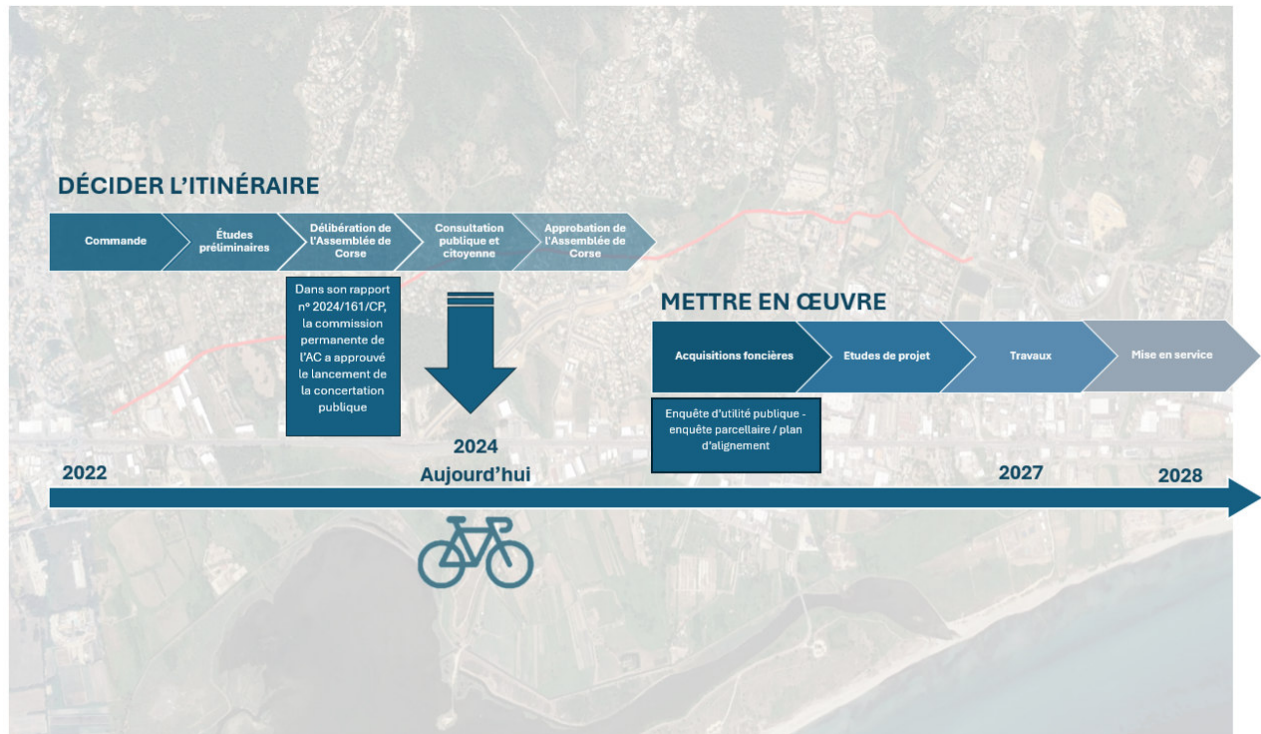 DÉCIDER L'ITINÉRAIRE
Commande
Études
préliminaires
Délibération de
l'Assemblée de
Corse
Consultation
publique et
citoyenne
Approbation de
l'Assemblée de
Corse
Dans son rapport
n° 2024/161/CP,
la commission
permanente de
l'AC a approuvé
le lancement de
la concertation
publique
METTRE EN ŒUVRE
Acquisitions foncières
Etudes de projet
Travaux
Mise en service
Enquête d'utilité publique -
enquête parcellaire / plan
d'alignement
2022
2024
Aujourd'hui
2027
2028